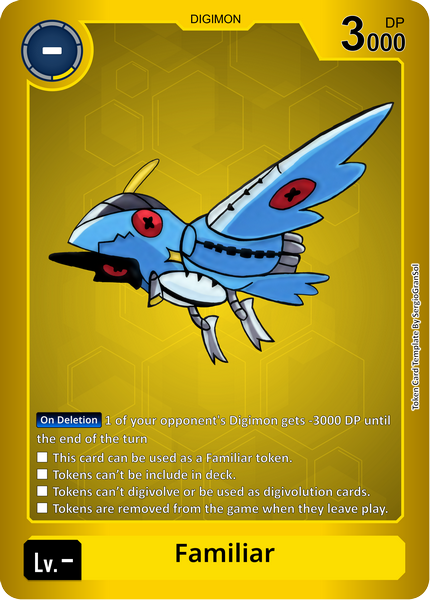 DIGIMON
-
DP
3000
On Deletion 1 of your opponent's Digimon gets -3000 DP until
the end of the turn
This card can be used as a Familiar token.
Tokens can't be include in deck.
Tokens can't digivolve or be used as digivolution cards.
Tokens are removed from the game when they leave play.
Token Card Template By SergioGranSol
Lv.-
Familiar